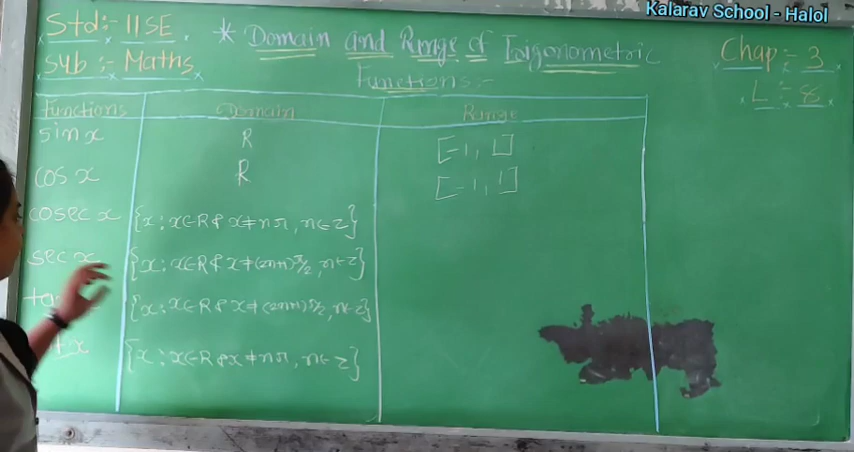 Kalarav School - Halol
Std:- 11SE
Sub:- Maths
* Domain and Range of Trigonometric
Functions:-
Chap:- 3
L:- 8
Functions Domain Range
sin x R [-1, 1]
cos x R [-1, 1]
cosec x {x : x∈R & x≠nπ, n∈z}
sec x {x : x∈R & x≠(2n+1)π/2, n∈z}
{x : x∈R & x≠(2n+1)π/2, n∈z}
x {x : x∈R & x≠nπ, n∈z}